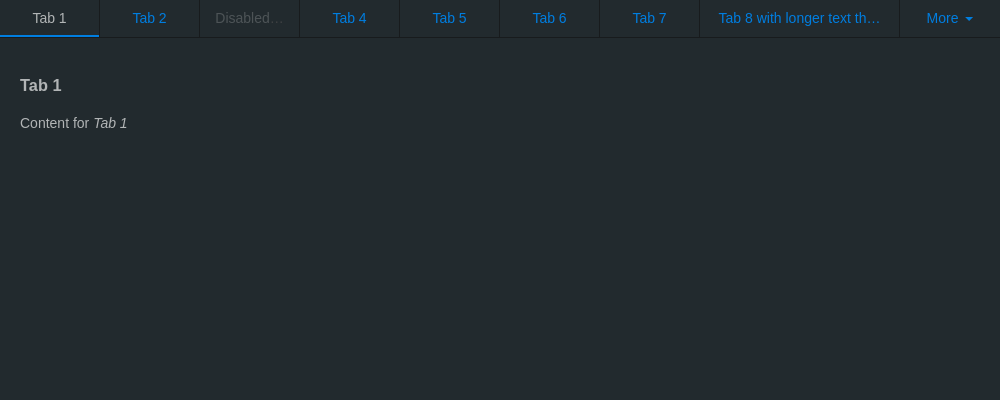 Tab 1 Tab 2 Disabled… Tab 4 Tab 5 Tab 6 Tab 7 Tab 8 with longer text th… More
Tab 1
Content for Tab 1